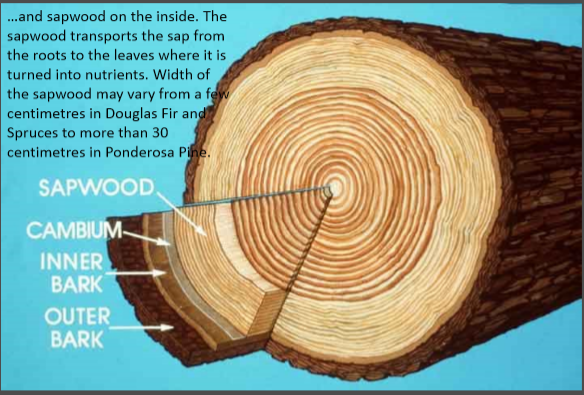 ...and sapwood on the inside. The
sapwood transports the sap from
the roots to the leaves where it is
turned into nutrients. Width of
the sapwood may vary from a few
centimetres in Douglas Fir and
Spruces to more than 30
centimetres in Ponderosa Pine.
SAPWOOD
CAMBIUM
INNER
BARK
OUTER
BARK